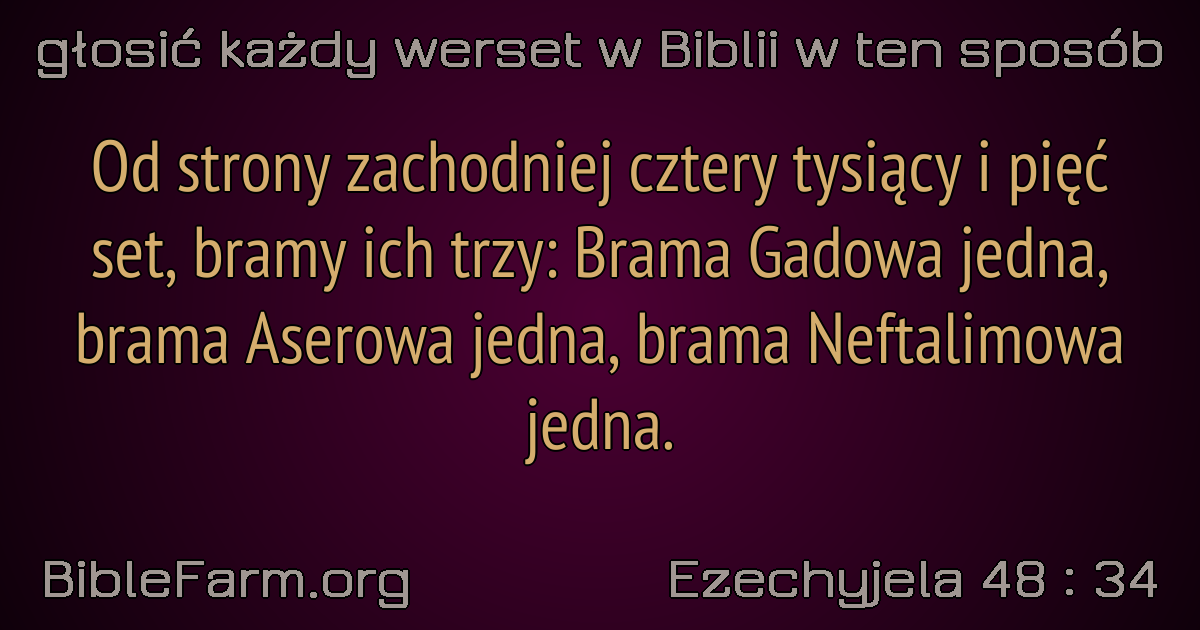 głosić każdy werset w Biblii w ten sposób
Od strony zachodniej cztery tysiący i pięć
set, bramy ich trzy: Brama Gadowa jedna,
brama Aserowa jedna, brama Neftalimowa
jedna.
BibleFarm.org
Ezechyjela 48 : 34